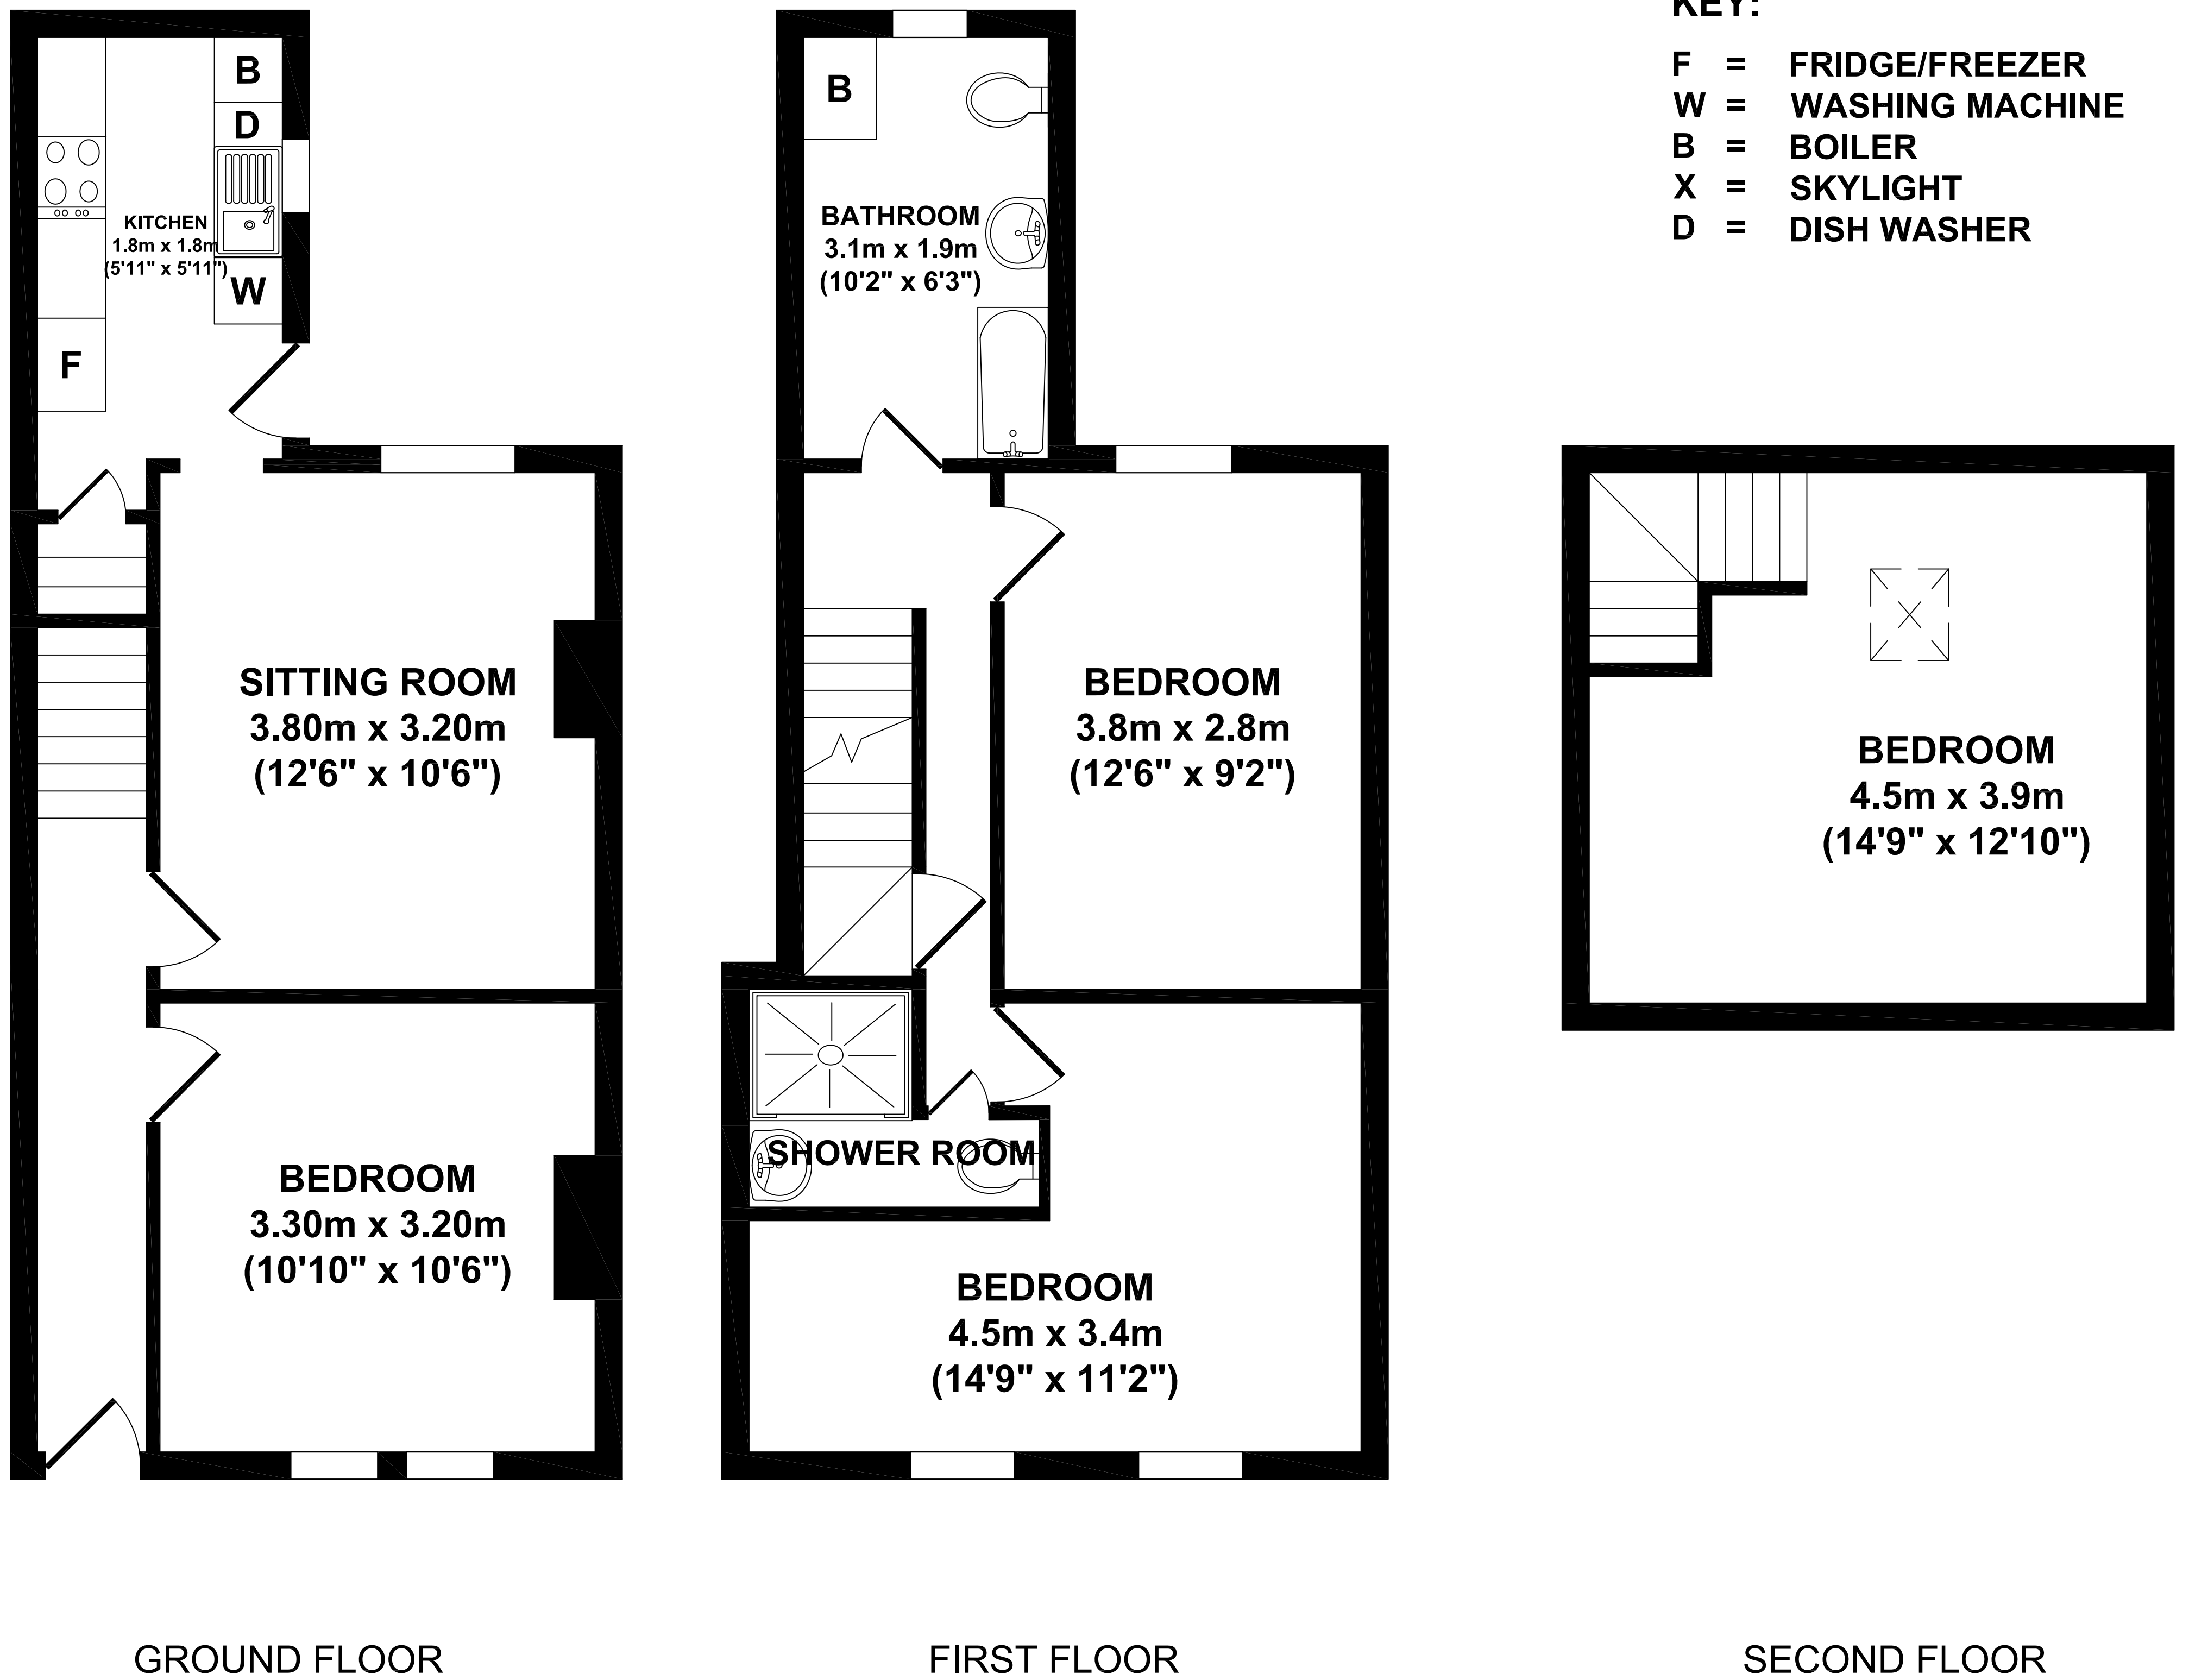 KITCHEN
1.8m x 1.8m
(5'11" x 5'11")
B
D
W
F
SITTING ROOM
3.80m x 3.20m
(12'6" x 10'6")
BEDROOM
3.30m x 3.20m
(10'10" x 10'6")
GROUND FLOOR
B
BATHROOM
3.1m x 1.9m
(10'2" x 6'3")
BEDROOM
3.8m x 2.8m
(12'6" x 9'2")
SHOWER ROOM
BEDROOM
4.5m x 3.4m
(14'9" x 11'2")
FIRST FLOOR
KEY:
F = FRIDGE/FREEZER
W = WASHING MACHINE
B = BOILER
X = SKYLIGHT
D = DISH WASHER
BEDROOM
4.5m x 3.9m
(14'9" x 12'10")
SECOND FLOOR